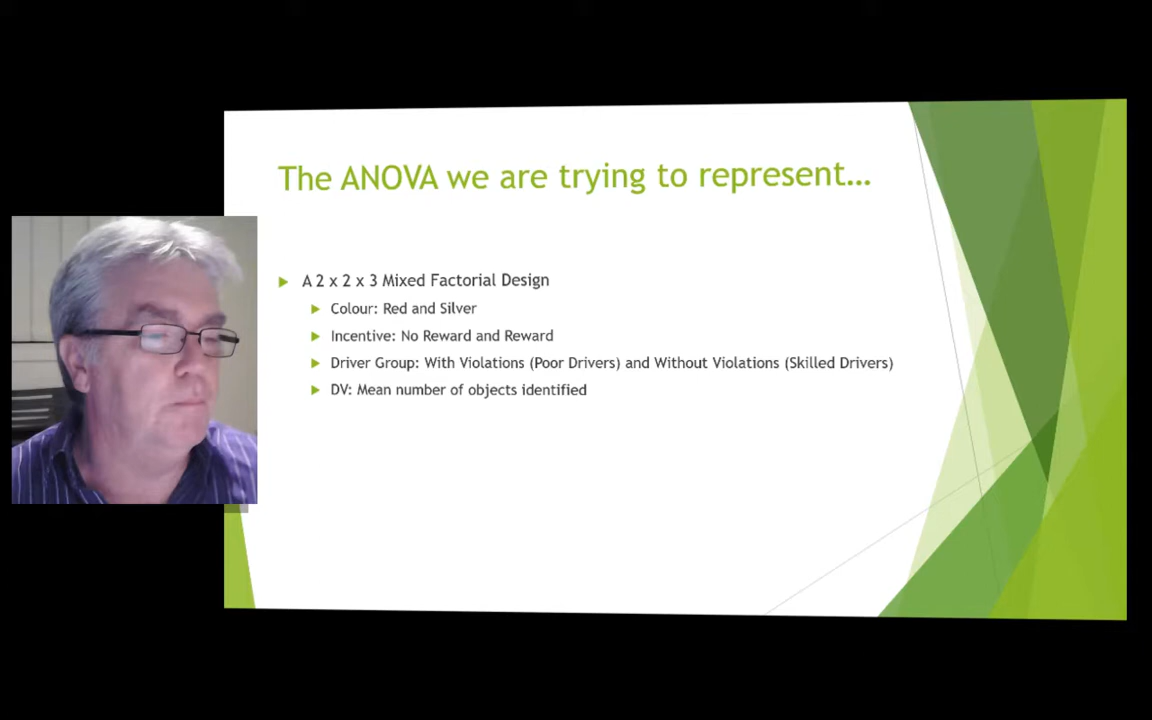 The ANOVA we are trying to represent...
A 2 x 2 x 3 Mixed Factorial Design
Colour: Red and Silver
Incentive: No Reward and Reward
Driver Group: With Violations (Poor Drivers) and Without Violations (Skilled Drivers)
DV: Mean number of objects identified